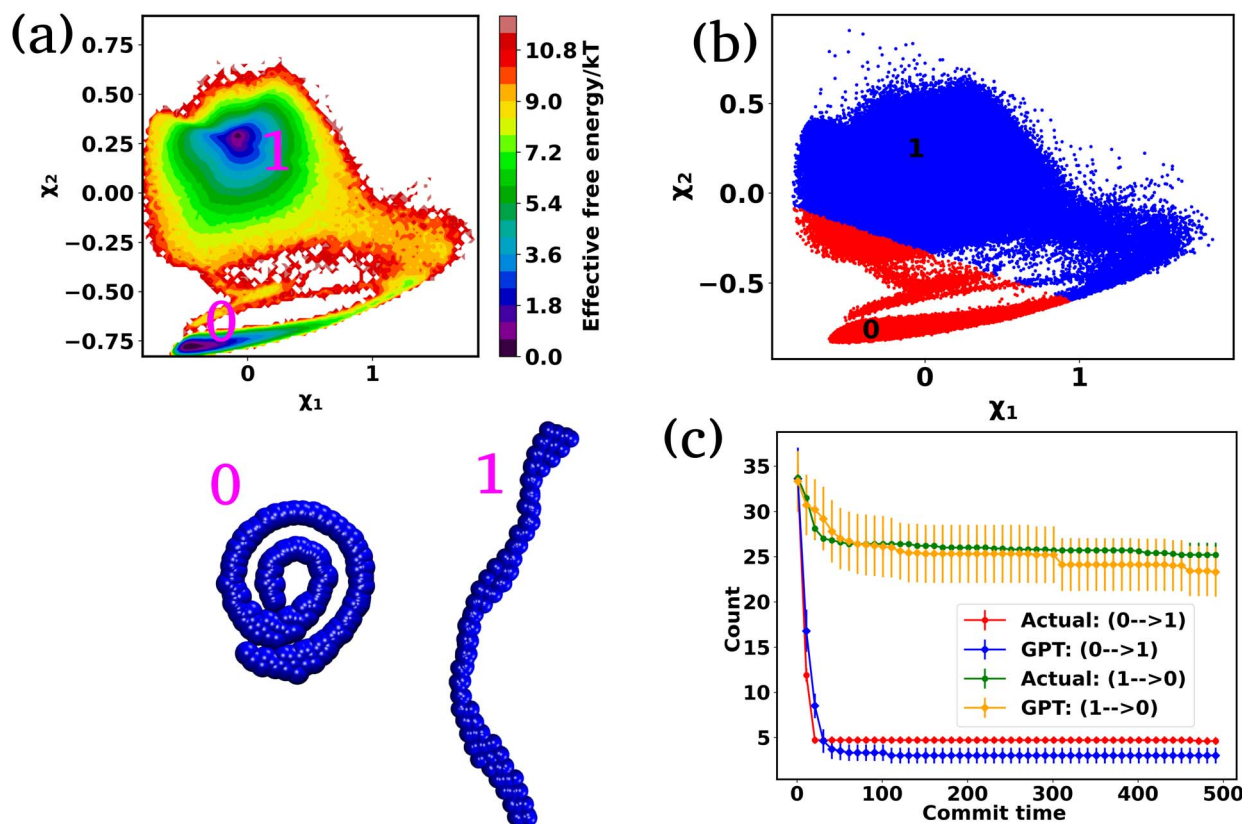 (a)
0.75
0.50
0.25
0.00
−0.25
−0.50
−0.75
χ₂
0
1
χ₁
1
0
10.8
9.0
7.2
5.4
3.6
1.8
0.0
Effective free energy/kT
(b)
0.5
0.0
−0.5
χ₂
0
1
χ₁
1
0
0
1
(c)
35
30
25
20
15
10
5
Count
0
100
200
300
400
500
Commit time
Actual: (0-->1)
GPT: (0-->1)
Actual: (1-->0)
GPT: (1-->0)